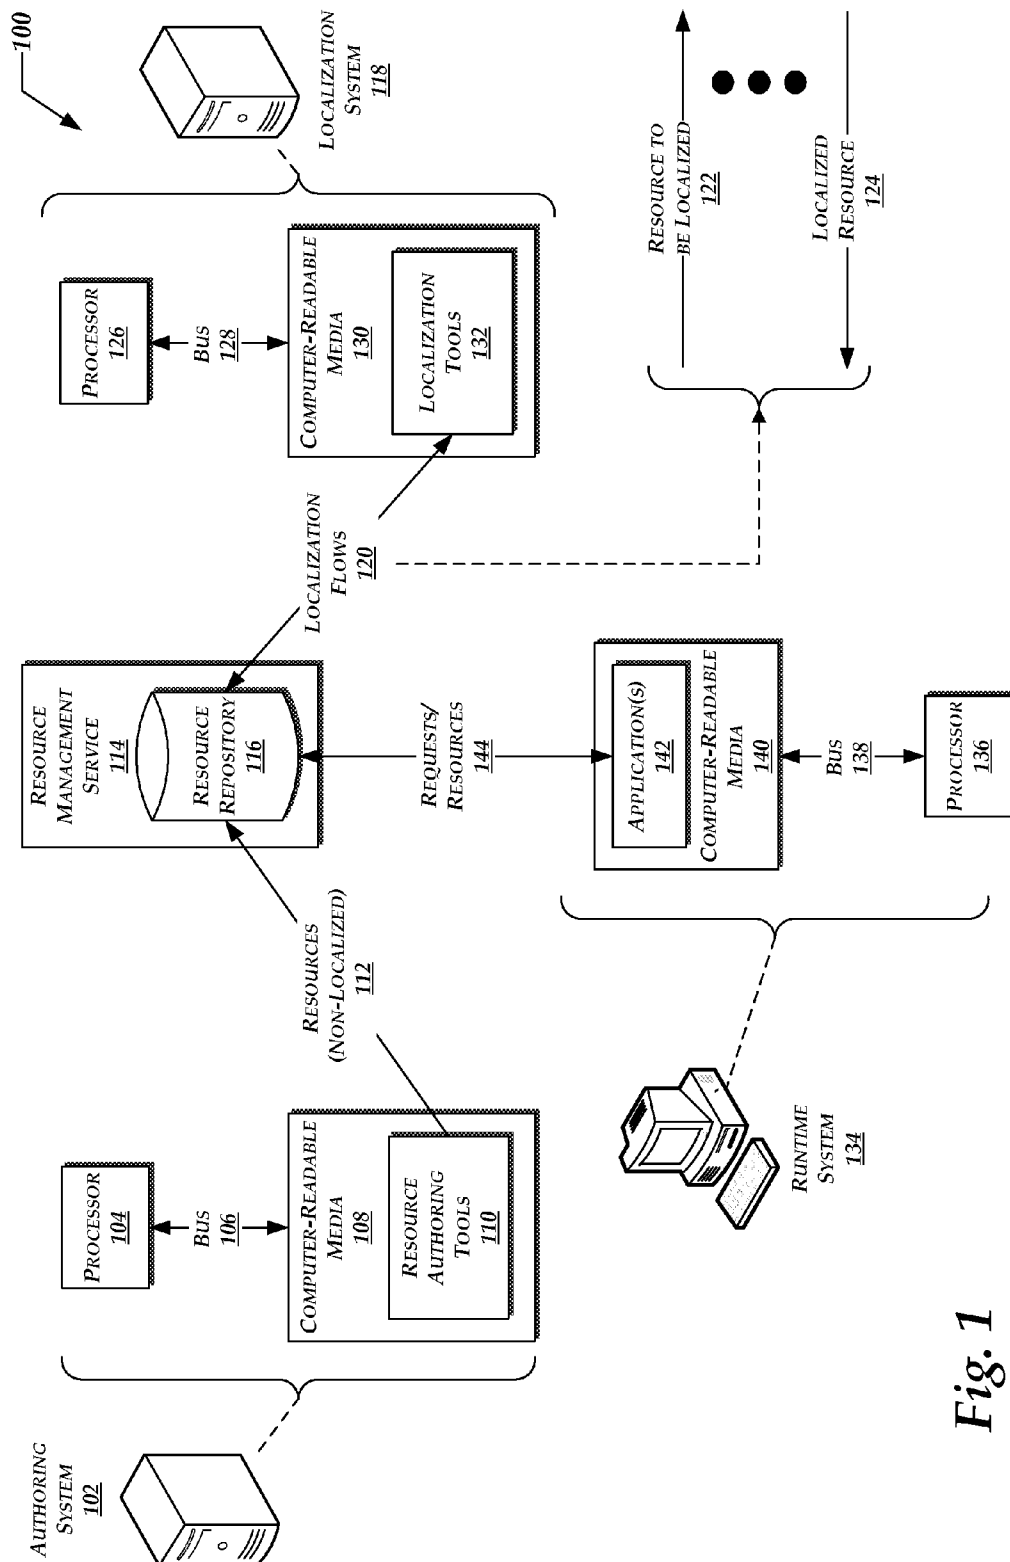 100
AUTHORING
SYSTEM
102
PROCESSOR
104
BUS
106
COMPUTER-READABLE
MEDIA
108
RESOURCE
AUTHORING
TOOLS
110
RESOURCES
(NON-LOCALIZED)
112
RESOURCE
MANAGEMENT
SERVICE
114
RESOURCE
REPOSITORY
116
LOCALIZATION
FLOWS
120
PROCESSOR
126
BUS
128
COMPUTER-READABLE
MEDIA
130
LOCALIZATION
TOOLS
132
LOCALIZATION
SYSTEM
118
REQUESTS/
RESOURCES
144
RUNTIME
SYSTEM
134
APPLICATION(S)
142
COMPUTER-READABLE
MEDIA
140
BUS
138
PROCESSOR
136
RESOURCE TO
BE LOCALIZED
122
LOCALIZED
RESOURCE
124
Fig. 1